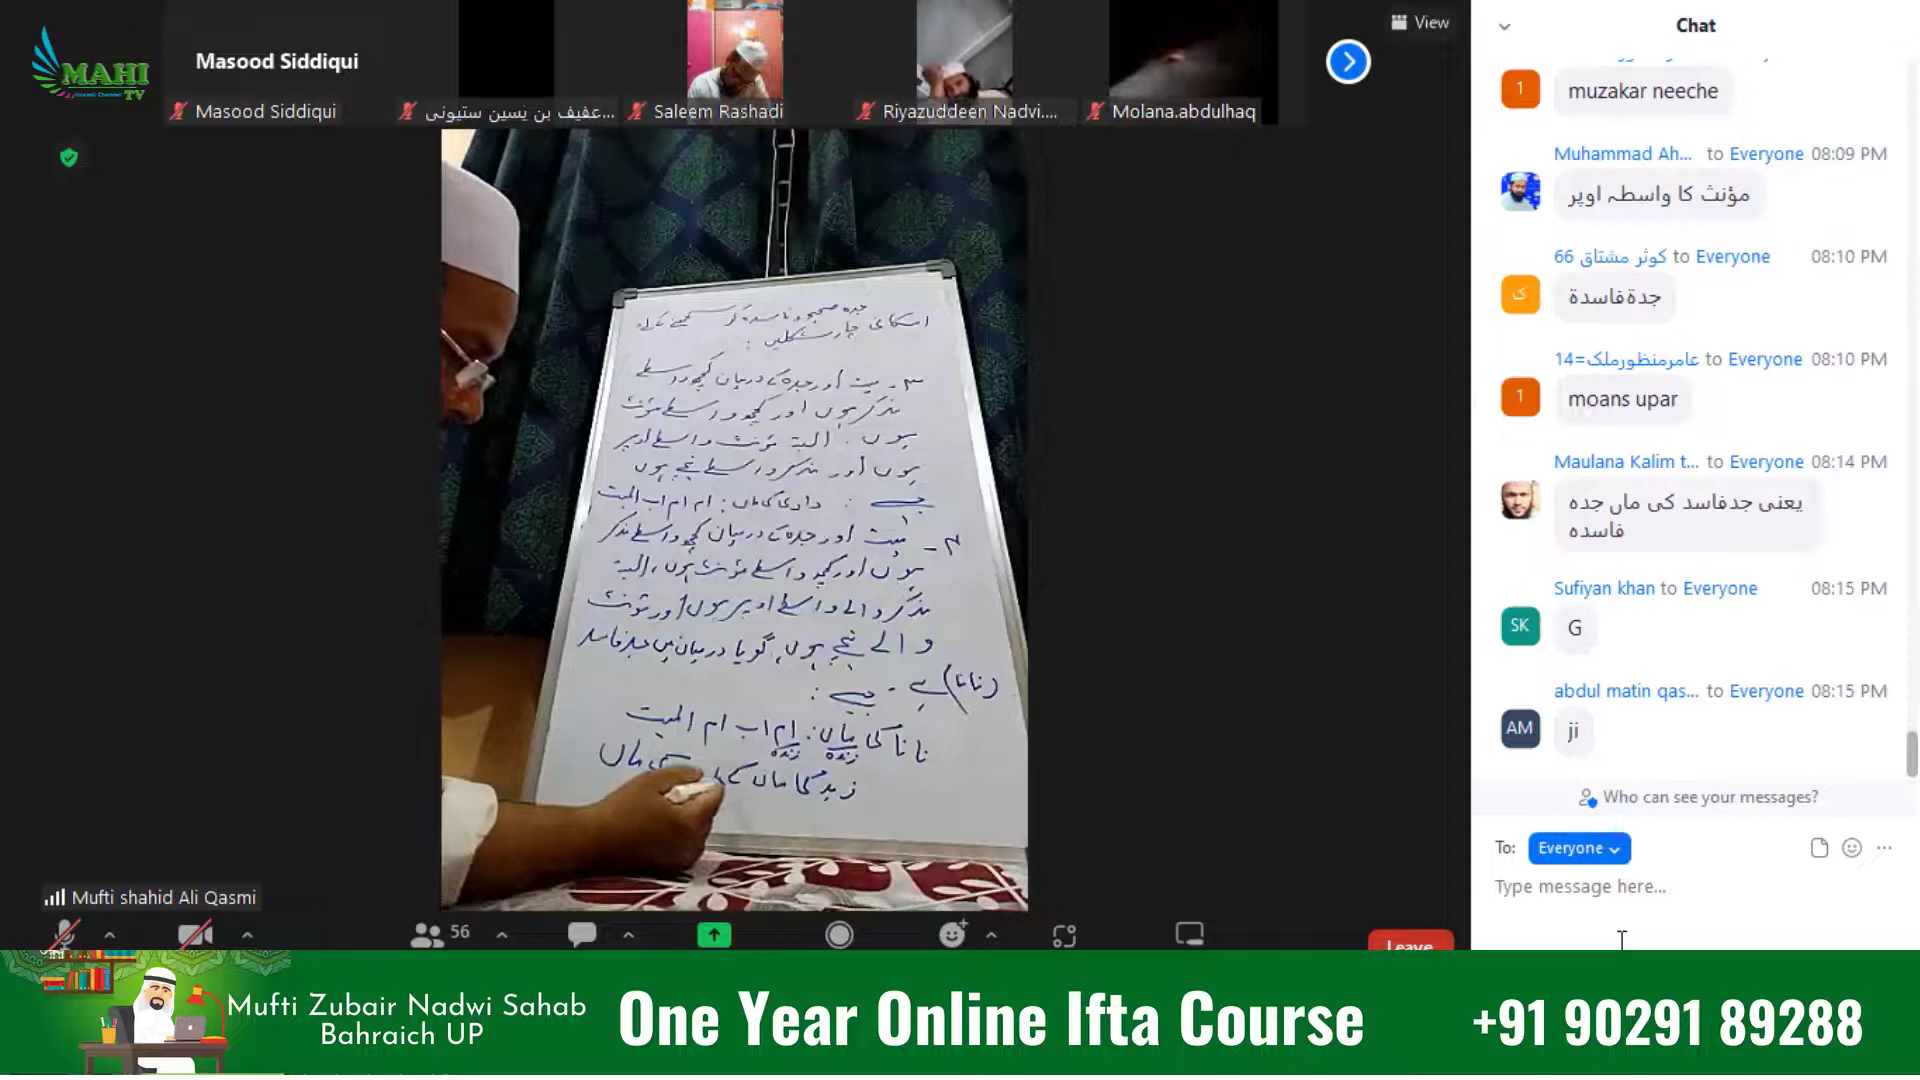 MAHI
TV
Masood Siddiqui
Masood Siddiqui
عفیف بن یسین ستیونی...
Saleem Rashadi
Riyazuddeen Nadvi....
Molana.abdulhaq
View
جدہ صحیحہ و فاسدہ کو سمجھنے کے لیے
امکانی چار شکلیں :
۳- میت اور جدہ کے درمیان کچھ واسطے
مذکر ہوں اور کچھ واسطے مؤنث
ہوں . البتہ مؤنث واسطے اوپر
ہوں اور مذکر واسطے نیچے ہوں
جیسے : دادی کی ماں : ام ام اب المیت
۴- میت اور جدہ کے درمیان کچھ واسطے مذکر
ہوں اور کچھ واسطے مؤنث ہوں، البتہ
مذکر والے واسطے اوپر ہوں اور مؤنث
والے نیچے ہوں، گویا درمیان میں جد فاسد
(نانا) ہے - جیسے :
نانا کی ماں : ام اب ام المیت
زندہ زندہ
زید کی ماں کے ماں
Mufti shahid Ali Qasmi
56
Leave
Chat
muzakar neeche
Muhammad Ah... to Everyone 08:09 PM
مؤنث کا واسطہ اوپر
کوثر مشتاق 66 to Everyone 08:10 PM
ک
جدةفاسدة
عامرمنظورملک=14 to Everyone 08:10 PM
moans upar
Maulana Kalim t... to Everyone 08:14 PM
یعنی جدفاسد کی ماں جدہ
فاسدہ
Sufiyan khan to Everyone 08:15 PM
SK
G
abdul matin qas... to Everyone 08:15 PM
AM
ji
Who can see your messages?
To: Everyone
Type message here...
Mufti Zubair Nadwi Sahab
Bahraich UP
One Year Online Ifta Course
+91 90291 89288